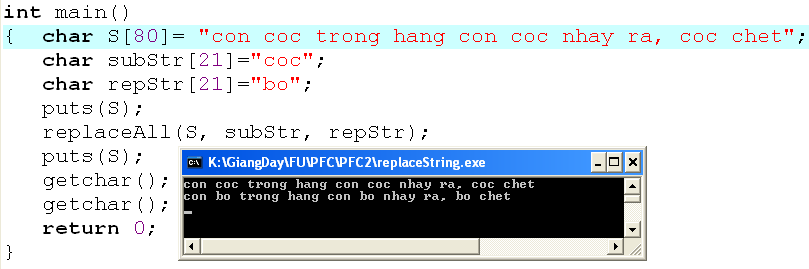 int main()
{ char S[80]= "con coc trong hang con coc nhay ra, coc chet";
char subStr[21]="coc";
char repStr[21]="bo";
puts(S);
replaceAll(S, subStr, repStr);
puts(S);
getchar();
getchar();
return 0;
}
K:\GiangDay\FU\PFC\PFC2\replaceString.exe
con coc trong hang con coc nhay ra, coc chet
con bo trong hang con bo nhay ra, bo chet